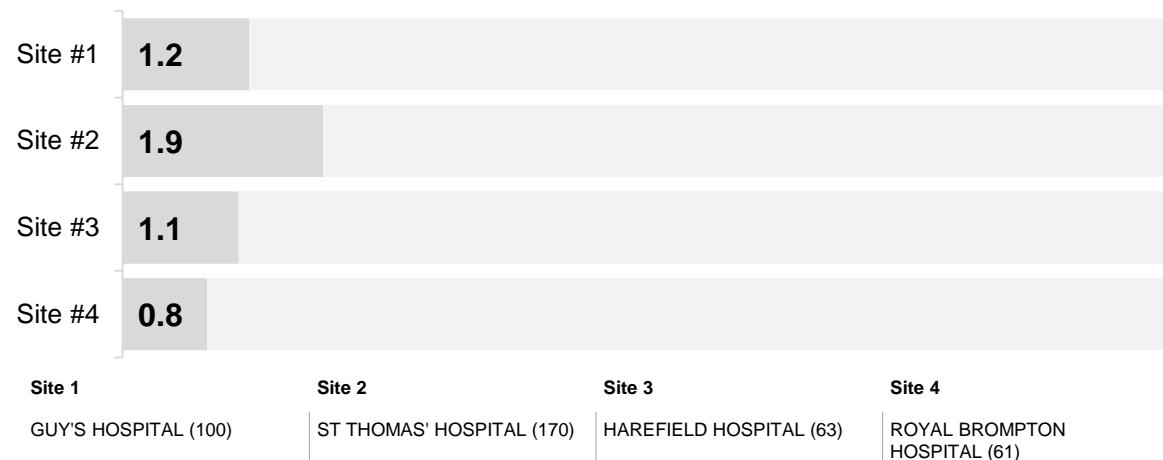 Site #1 1.2
Site #2 1.9
Site #3 1.1
Site #4 0.8
Site 1 Site 2 Site 3 Site 4
GUY'S HOSPITAL (100) ST THOMAS' HOSPITAL (170) HAREFIELD HOSPITAL (63) ROYAL BROMPTON
HOSPITAL (61)